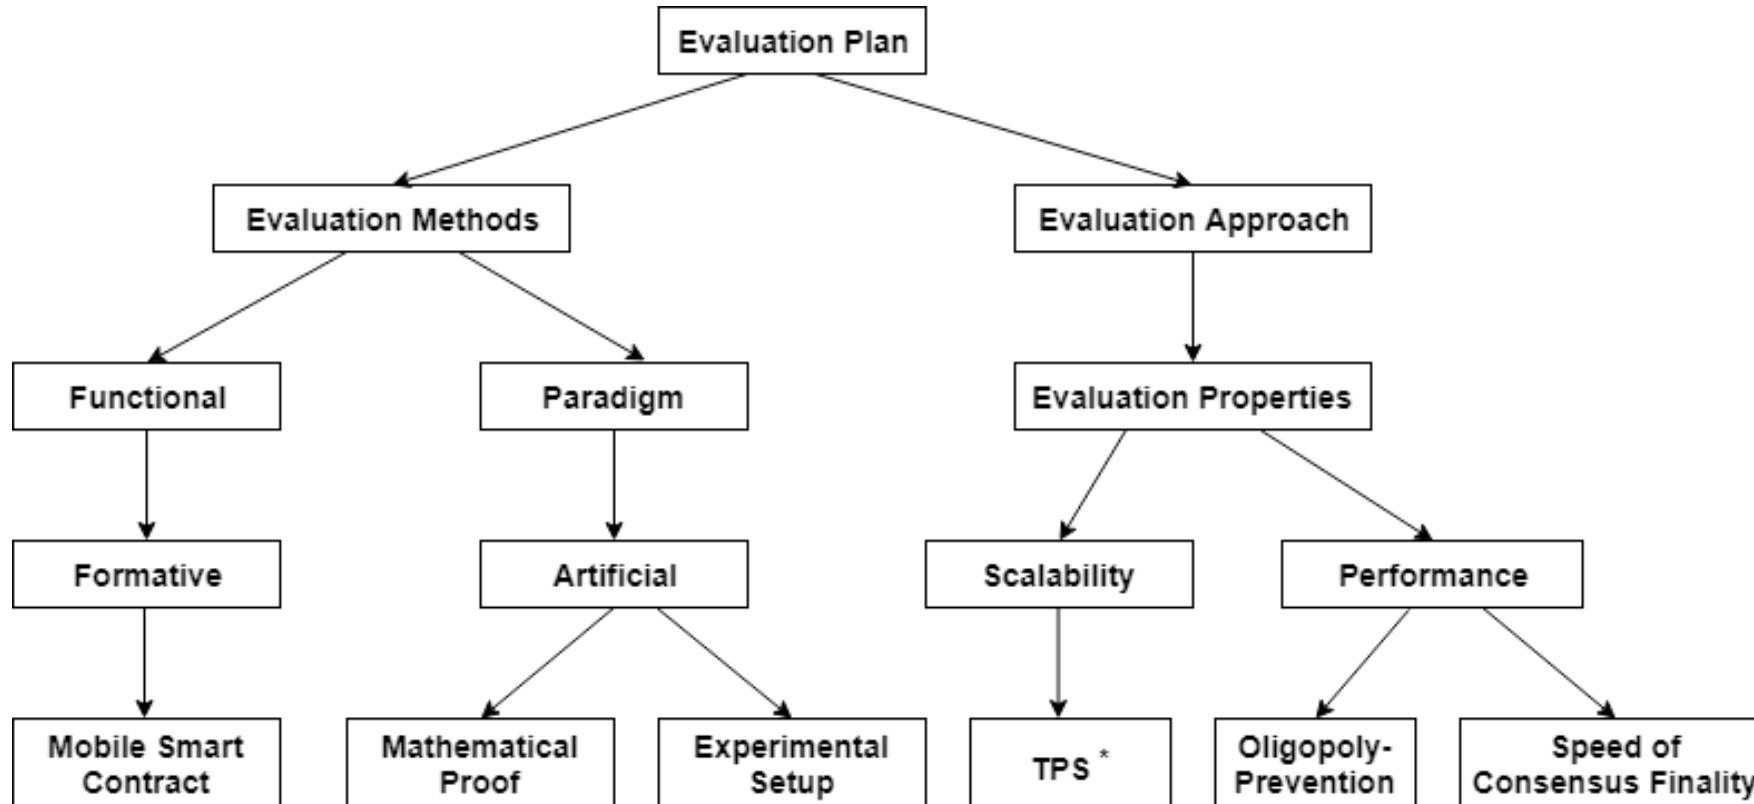 Evaluation Plan
Evaluation Methods
Evaluation Approach
Functional
Paradigm
Evaluation Properties
Formative
Artificial
Scalability
Performance
Mobile Smart
Contract
Mathematical
Proof
Experimental
Setup
TPS *
Oligopoly-
Prevention
Speed of
Consensus Finality